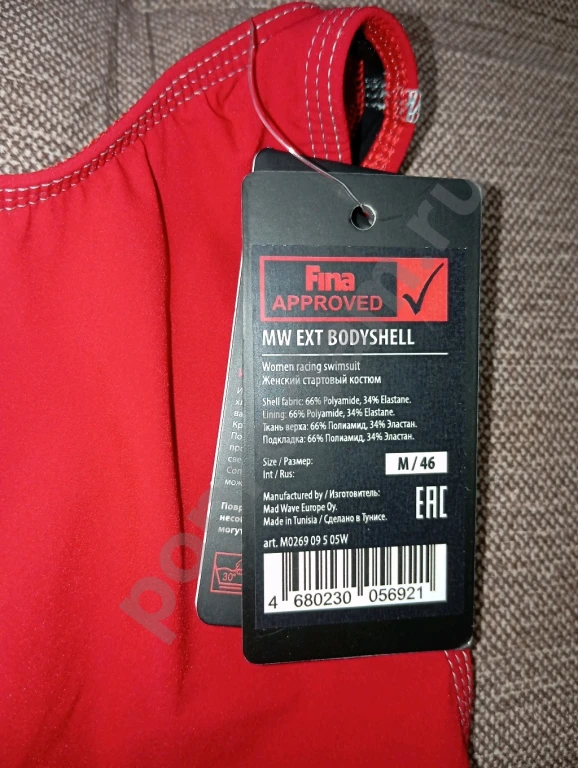 Fina
APPROVED
MW EXT BODYSHELL
Women racing swimsuit
Женский стартовый костюм
Shell fabric: 66% Polyamide, 34% Elastane.
Lining: 66% Polyamide, 34% Elastane.
Ткань верха: 66% Полиамид, 34% Эластан.
Подкладка: 66% Полиамид, 34% Эластан.
Size / Размер:
Int / Rus:
M / 46
Manufactured by / Изготовитель:
Mad Wave Europe Oy.
Made in Tunisia / Сделано в Тунисе.
EAC
art. M0269 09 5 05W
4 680230 056921
30°